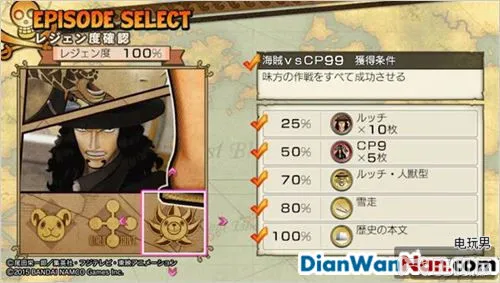 EPISODE SELECT
レジェンド度確認
レジェンド度 100%
海賊vsCP99 獲得条件
味方の作戦をすべて成功させる
25% ルッチ ×10枚
50% CP9 ×5枚
70% ルッチ・人獣型
80% 雪走
100% 歴史の本文
©尾田栄一郎／集英社・フジテレビ・東映アニメーション
©2015 BANDAI NAMCO Games Inc.
电玩男
DianWanNan.com